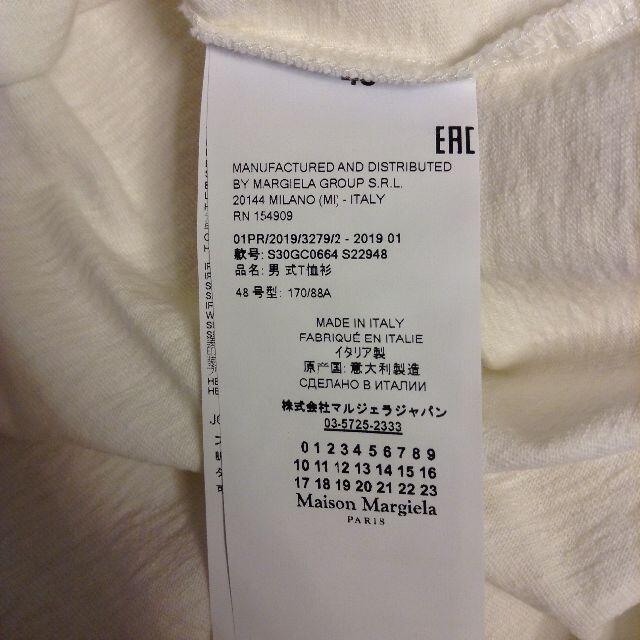 EAC
MANUFACTURED AND DISTRIBUTED
BY MARGIELA GROUP S.R.L.
20144 MILANO (MI) - ITALY
RN 154909
01PR/2019/3279/2 - 2019 01
款号: S30GC0664 S22948
品名: 男 式T恤衫
48 号型: 170/88A
MADE IN ITALY
FABRIQUÉ EN ITALIE
イタリア製
原产国: 意大利製造
СДЕЛАНО В ИТАЛИИ
株式会社マルジェラジャパン
03-5725-2333
0 1 2 3 4 5 6 7 8 9
10 11 12 13 14 15 16
17 18 19 20 21 22 23
Maison Margiela
PARIS